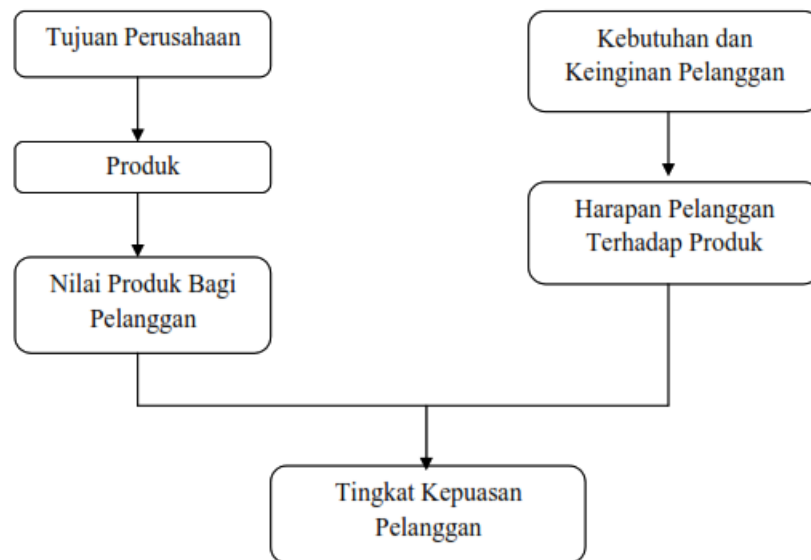 Tujuan Perusahaan
Produk
Nilai Produk Bagi
Pelanggan
Kebutuhan dan
Keinginan Pelanggan
Harapan Pelanggan
Terhadap Produk
Tingkat Kepuasan
Pelanggan